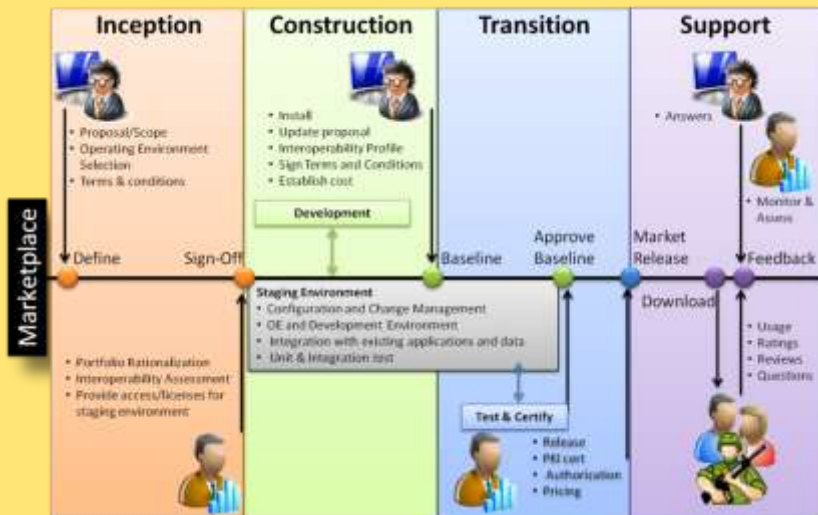 Inception
Construction
Transition
Support
• Proposal/Scope
• Operating Environment
Selection
• Terms & conditions
• Install
• Update proposal
• Interoperability Profile
• Sign Terms and Conditions
• Establish cost
Development
• Answers
• Monitor &
Assess
Marketplace
Define
Sign-Off
Baseline
Approve
Baseline
Market
Release
Download
Feedback
Staging Environment
• Configuration and Change Management
• OE and Development Environment
• Integration with existing applications and data
• Unit & Integration test
• Portfolio Rationalization
• Interoperability Assessment
• Provide access/licenses for
staging environment
Test & Certify
• Release
• PKI cert
• Authorization
• Pricing
• Usage
• Ratings
• Reviews
• Questions